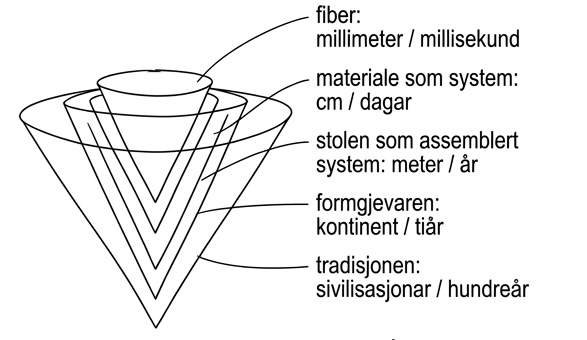 fiber:
millimeter / millisekund
materiale som system:
cm / dagar
stolen som assemblert
system: meter / år
formgjevaren:
kontinent / tiår
tradisjonen:
sivilisasjonar / hundreår